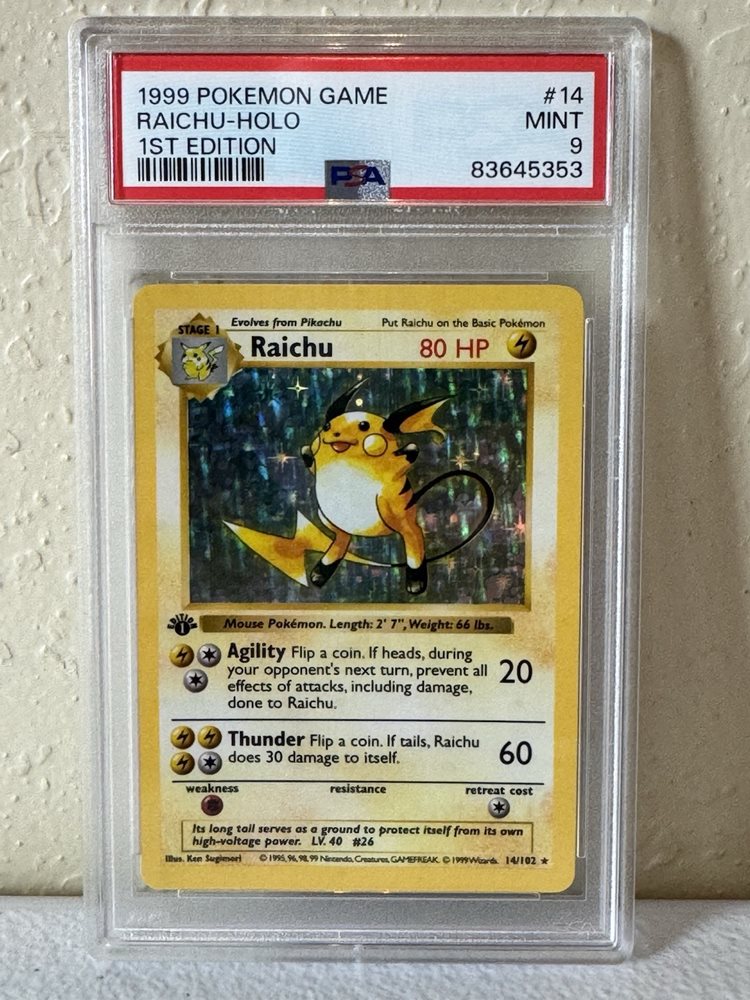 1999 POKEMON GAME #14
RAICHU-HOLO MINT
1ST EDITION 9
PSA 83645353
STAGE 1 Evolves from Pikachu Put Raichu on the Basic Pokémon
Raichu 80 HP
EDITION 1
Mouse Pokémon. Length: 2' 7", Weight: 66 lbs.
Agility Flip a coin. If heads, during
your opponent's next turn, prevent all 20
effects of attacks, including damage,
done to Raichu.
Thunder Flip a coin. If tails, Raichu 60
does 30 damage to itself.
weakness resistance retreat cost
Its long tail serves as a ground to protect itself from its own
high-voltage power. LV. 40 #26
Illus. Ken Sugimori © 1995, 96, 98, 99 Nintendo, Creatures, GAMEFREAK. © 1999 Wizards. 14/102 ★